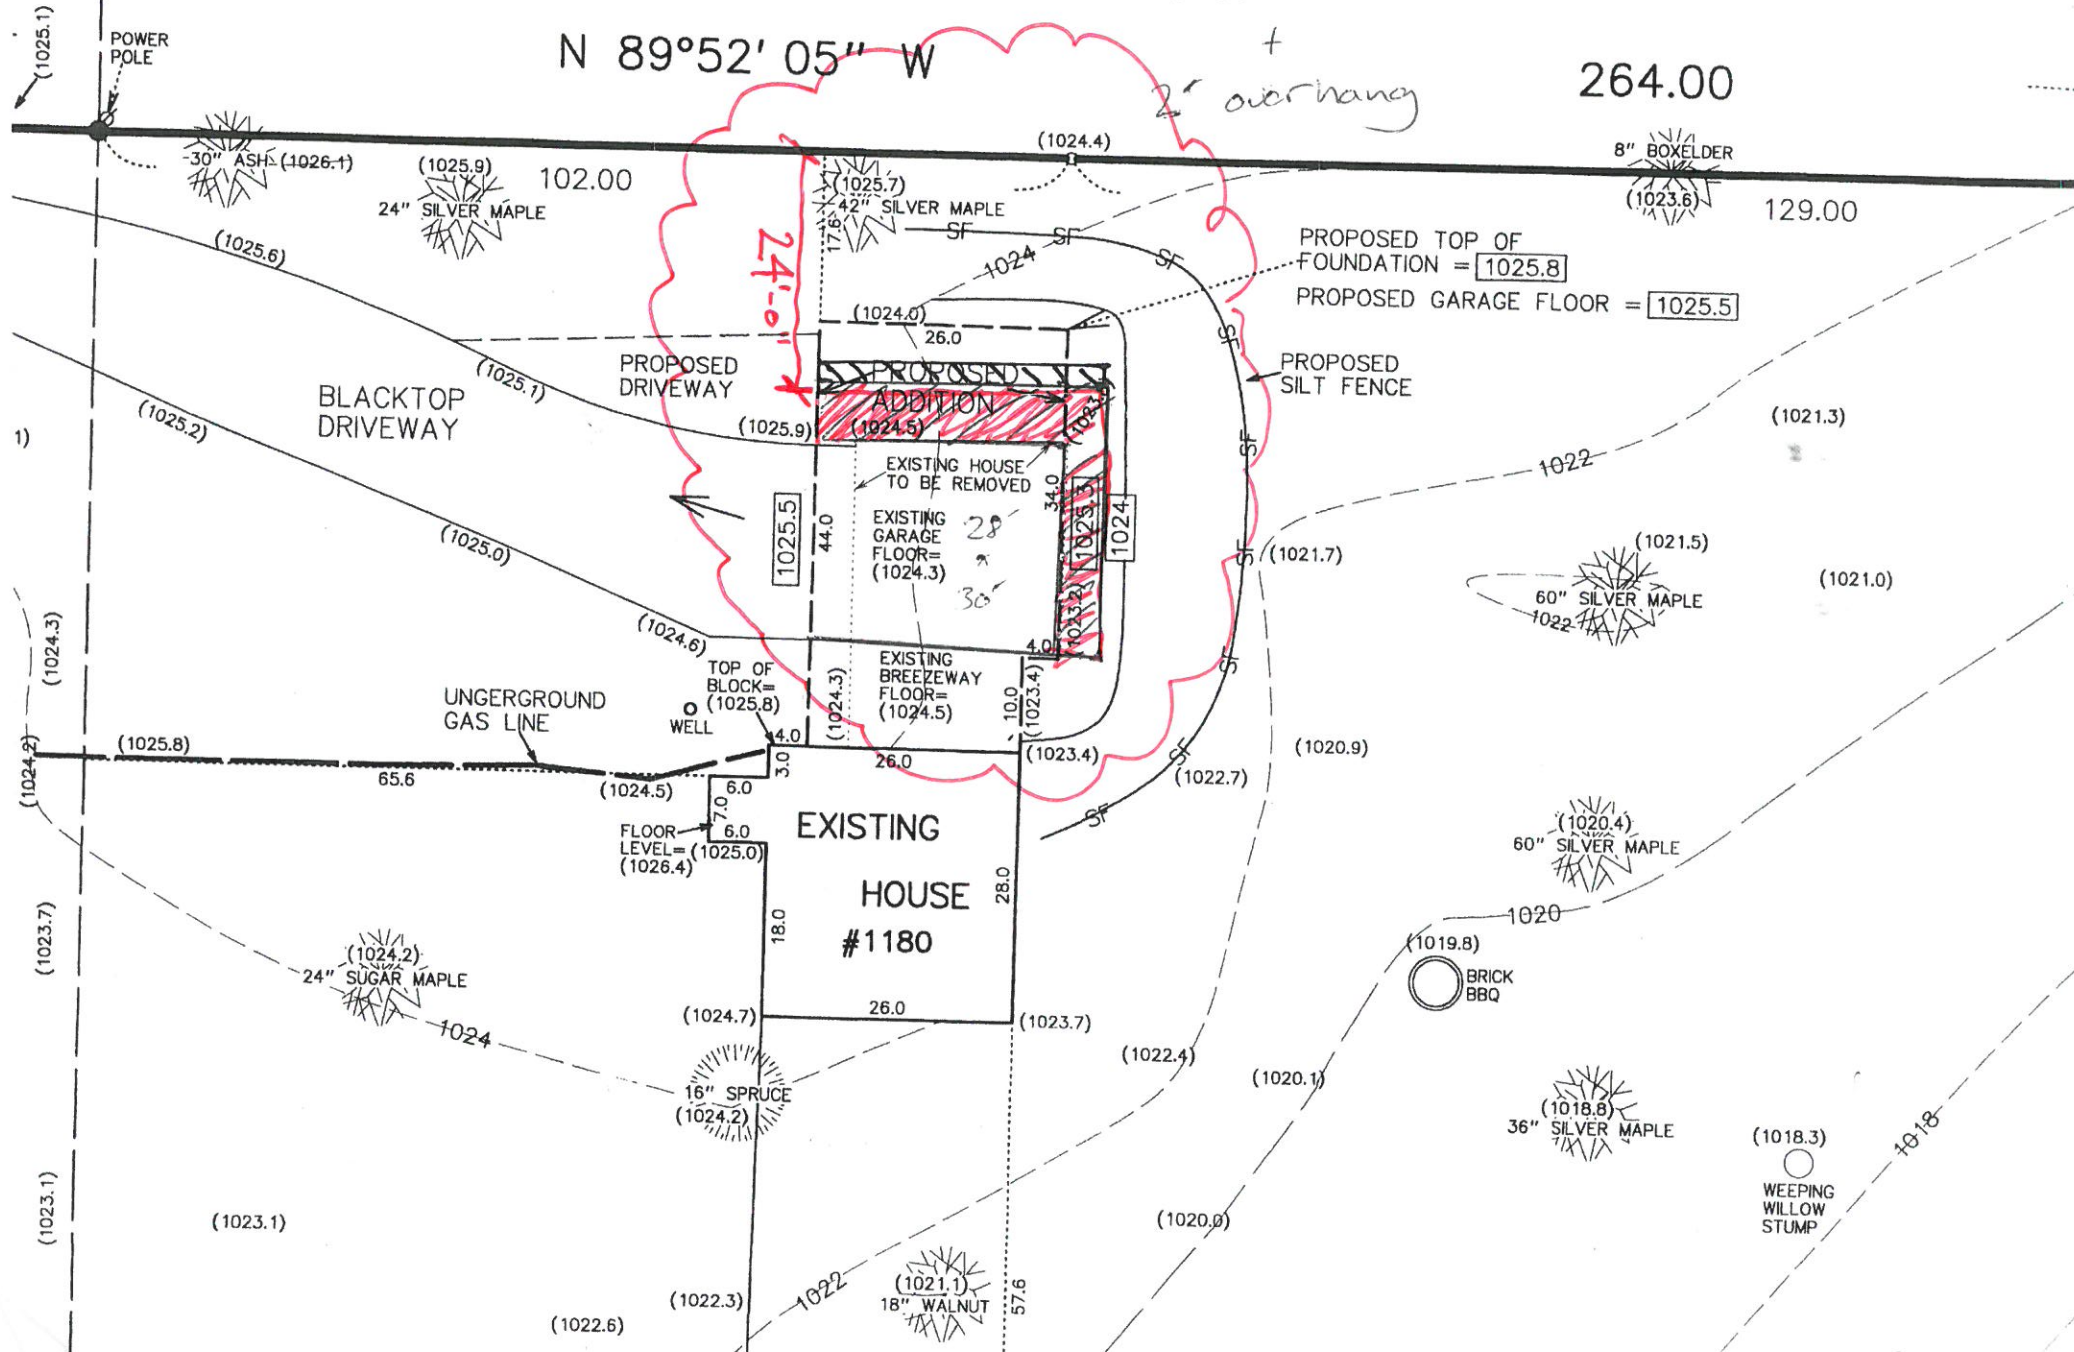 (1025.1)
POWER
POLE
N 89°52' 05" W
+
2' overhang
264.00
30" ASH (1026.1)
(1025.9)
24" SILVER MAPLE
102.00
(1025.7)
42" SILVER MAPLE
(1024.4)
8" BOXELDER
(1023.6)
129.00
17.6
24'-0"
SF
SF
SF
SF
SF
SF
SF
SF
SF
1024
(1025.6)
PROPOSED TOP OF
FOUNDATION = 1025.8
PROPOSED GARAGE FLOOR = 1025.5
(1024.0)
26.0
PROPOSED
DRIVEWAY
PROPOSED
ADDITION
PROPOSED
SILT FENCE
(1025.1)
BLACKTOP
DRIVEWAY
(1025.2)
(1025.9)
(1024.5)
(1021.3)
1)
EXISTING HOUSE
TO BE REMOVED
1022
34.0
1025.3
1024
1025.5
44.0
EXISTING
GARAGE
FLOOR=
(1024.3)
28'
x
30'
(1025.0)
(1021.7)
(1021.5)
60" SILVER MAPLE
1022
(1021.0)
(1023.2)
(1024.3)
(1024.6)
4.0
TOP OF
BLOCK=
(1025.8)
EXISTING
BREEZEWAY
FLOOR=
(1024.5)
(1024.3)
10.0
(1023.4)
UNGERGROUND
GAS LINE
WELL
(1024.2)
(1025.8)
65.6
(1024.5)
4.0
3.0
26.0
(1023.4)
(1020.9)
(1022.7)
6.0
7.0
6.0
FLOOR
LEVEL= (1025.0)
(1026.4)
EXISTING
HOUSE
#1180
28.0
18.0
(1020.4)
60" SILVER MAPLE
1020
(1019.8)
BRICK
BBQ
(1023.7)
(1024.2)
24" SUGAR MAPLE
1024
(1024.7)
26.0
(1023.7)
(1022.4)
(1020.1)
16" SPRUCE
(1024.2)
(1018.8)
36" SILVER MAPLE
(1018.3)
WEEPING
WILLOW
STUMP
1018
(1023.1)
(1023.1)
(1020.0)
1022
(1021.1)
18" WALNUT
57.6
(1022.3)
(1022.6)